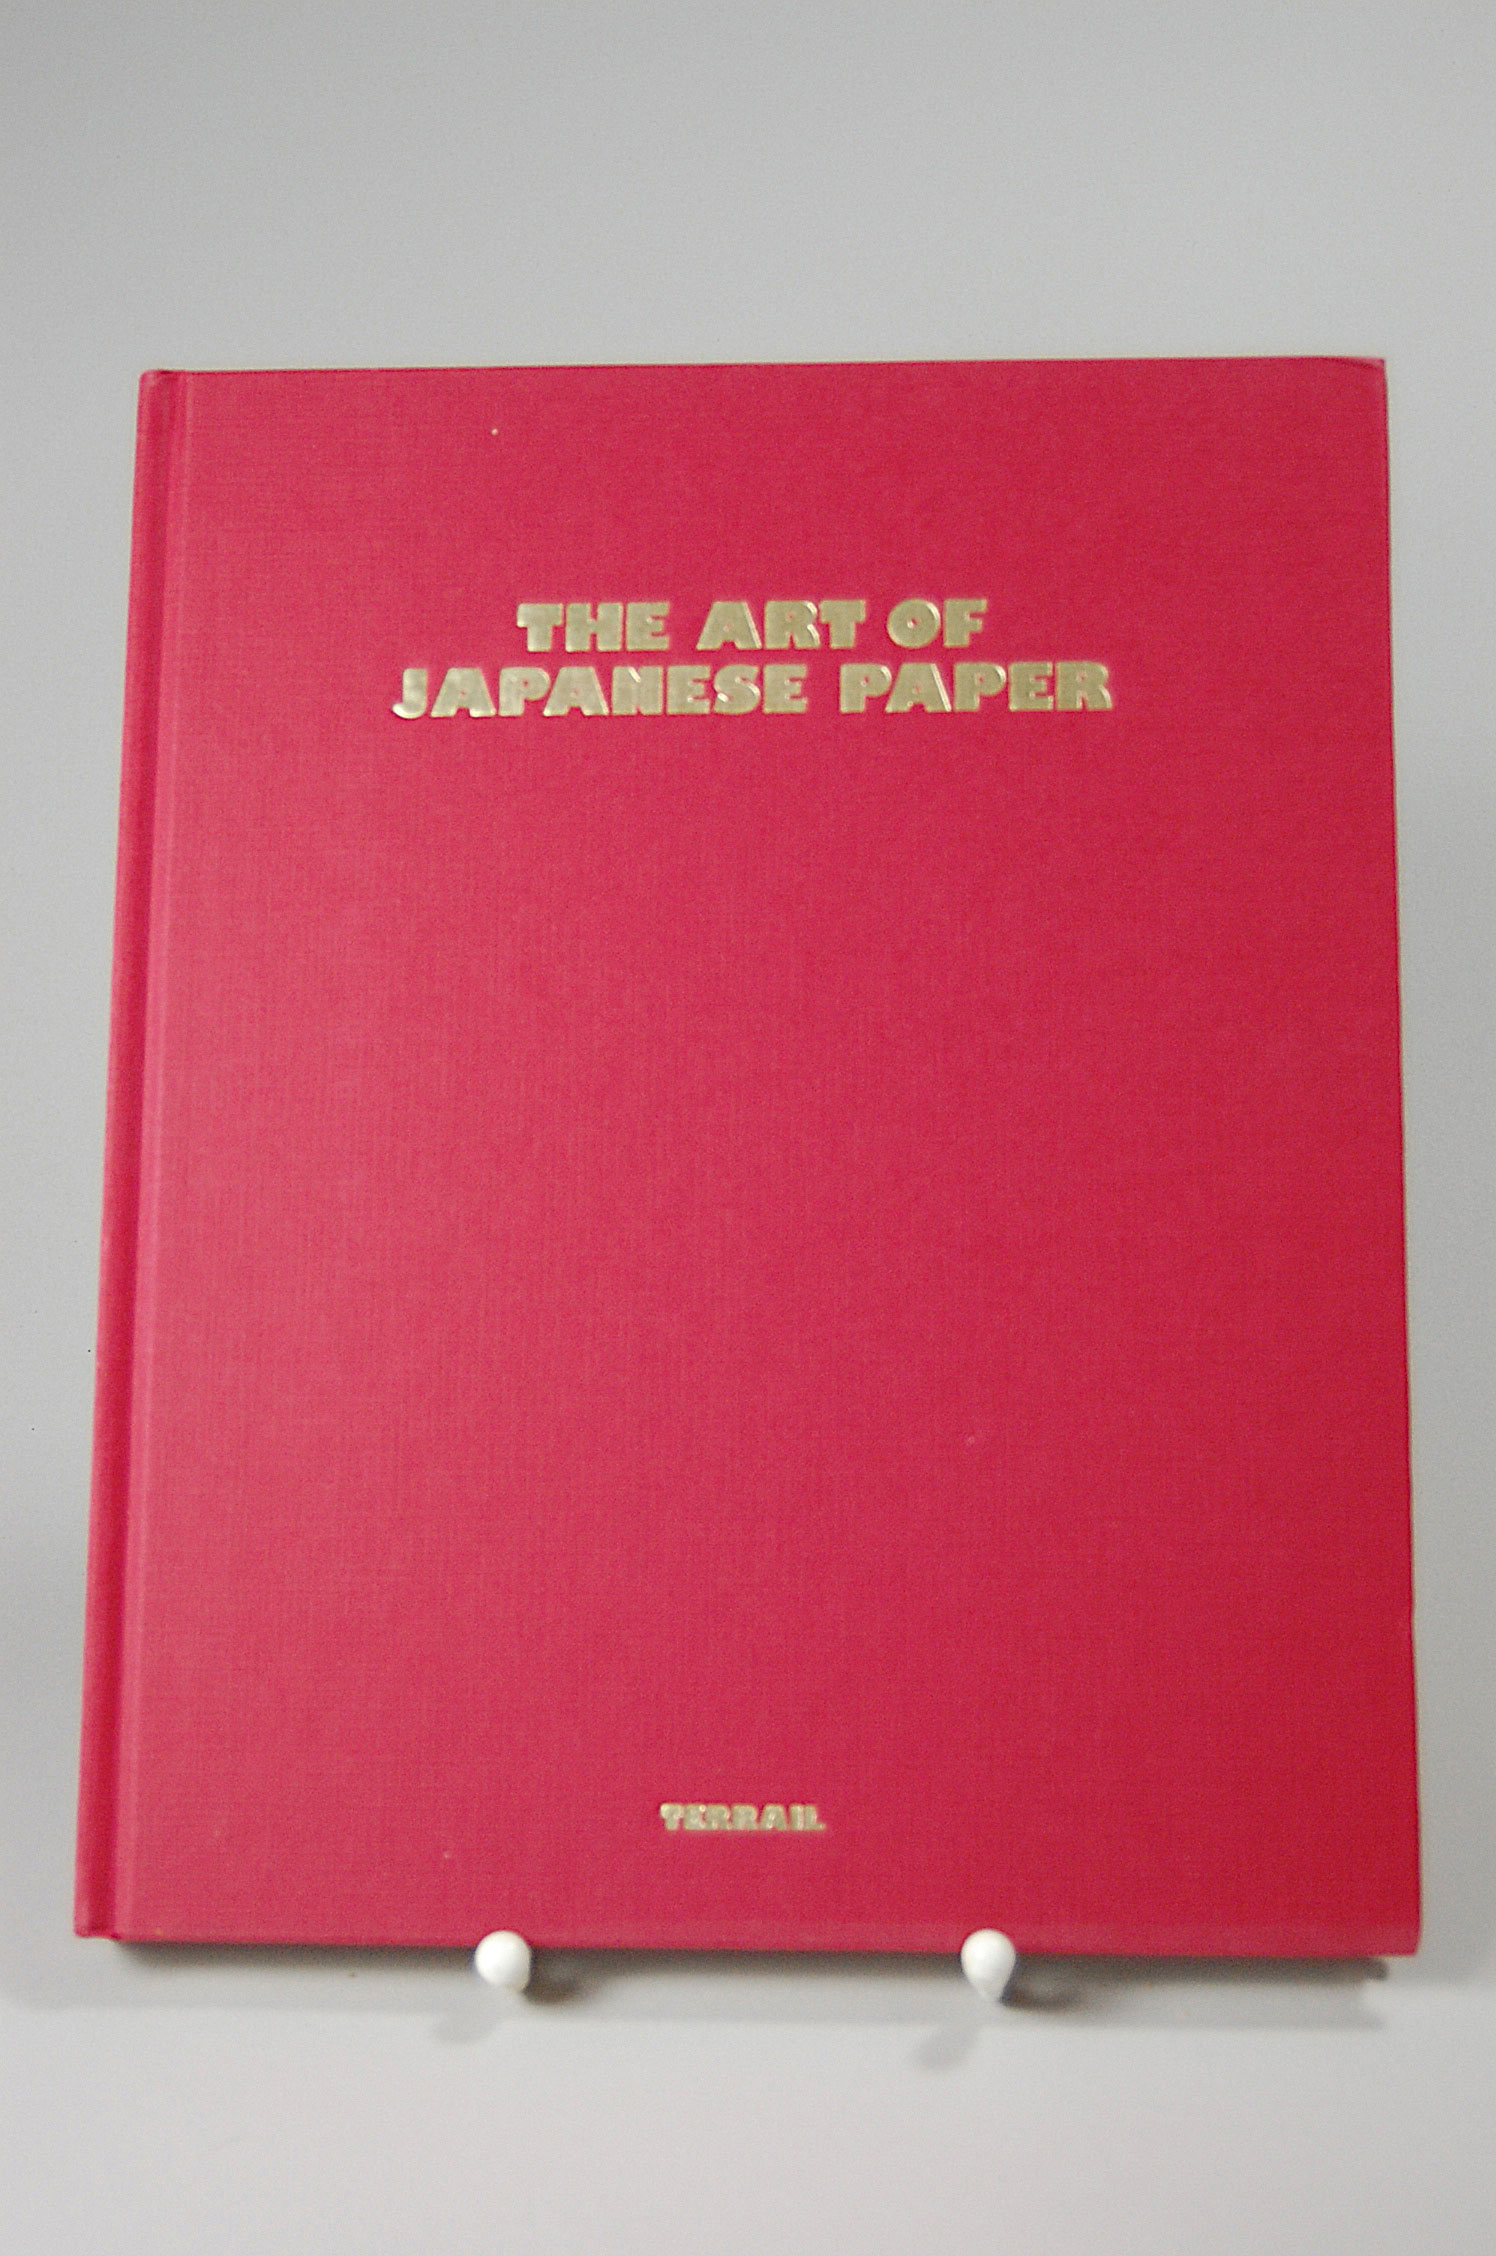 THE ART OF
JAPANESE PAPER
TERRAIL